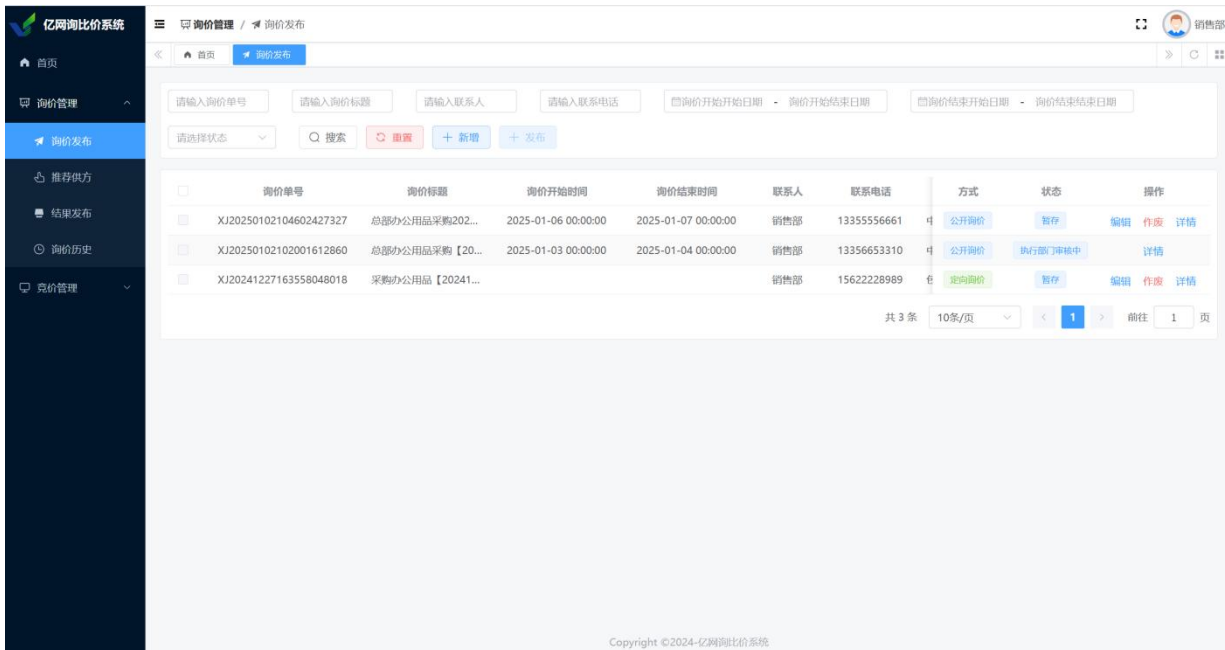 亿网询比价系统
询价管理 / 询价发布
销售部
首页
询价发布
首页
询价管理
询价发布
推荐供方
结果发布
询价历史
竞价管理
请输入询价单号 请输入询价标题 请输入联系人 请输入联系电话 询价开始开始日期 - 询价开始结束日期 询价结束开始日期 - 询价结束结束日期
请选择状态 搜索 重置 + 新增 + 发布
询价单号 询价标题 询价开始时间 询价结束时间 联系人 联系电话 方式 状态 操作
XJ20250102104602427327 总部办公用品采购202... 2025-01-06 00:00:00 2025-01-07 00:00:00 销售部 13355556661 公开询价 暂存 编辑 作废 详情
XJ20250102102001612860 总部办公用品采购【20... 2025-01-03 00:00:00 2025-01-04 00:00:00 销售部 13356653310 公开询价 执行部门审核中 详情
XJ20241227163558048018 采购办公用品【20241... 销售部 15622228989 定向询价 暂存 编辑 作废 详情
共 3 条 10条/页 < 1 > 前往 1 页
Copyright ©2024-亿网询比价系统